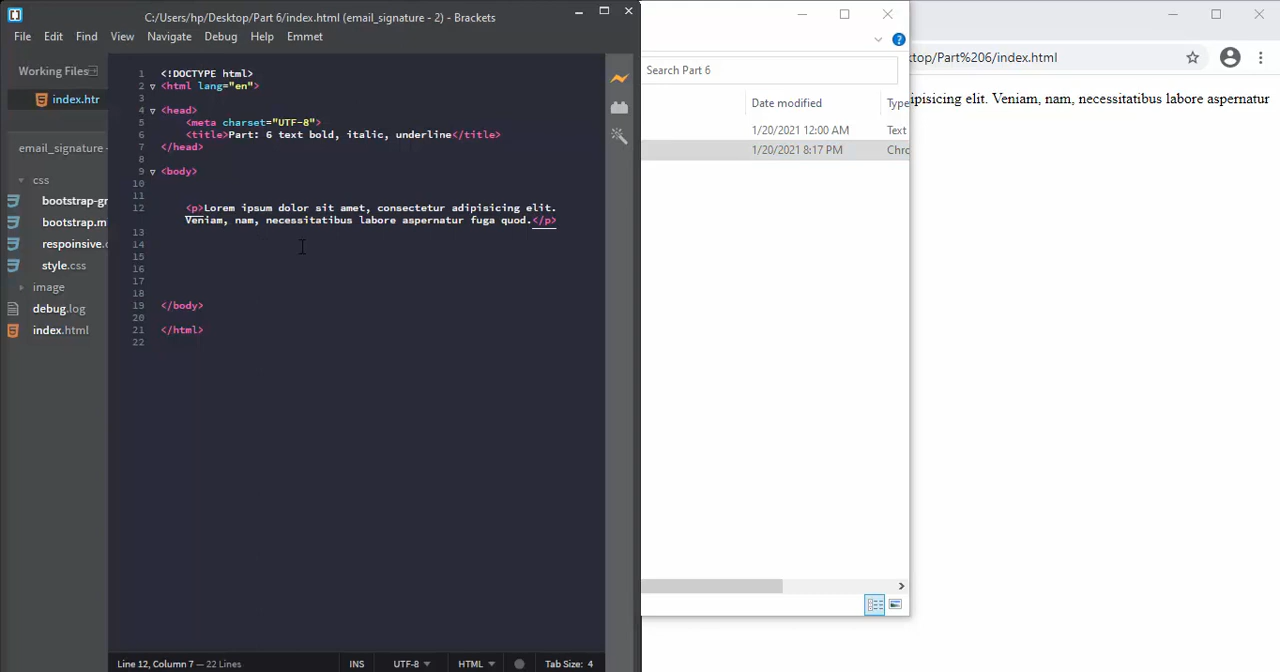 C:/Users/hp/Desktop/Part 6/index.html (email_signature - 2) - Brackets
File Edit Find View Navigate Debug Help Emmet
Working Files
index.htr
email_signature -
css
bootstrap-gr
bootstrap.m
respoinsive.c
style.css
image
debug.log
index.html
1 <!DOCTYPE html>
2 <html lang="en">
3
4 <head>
5 <meta charset="UTF-8">
6 <title>Part: 6 text bold, italic, underline</title>
7 </head>
8
9 <body>
10
11
12 <p>Lorem ipsum dolor sit amet, consectetur adipisicing elit.
Veniam, nam, necessitatibus labore aspernatur fuga quod.</p>
13
14
15
16
17
18
19 </body>
20
21 </html>
22
Line 12, Column 7 — 22 Lines
INS UTF-8 HTML Tab Size: 4
Search Part 6
Date modified Type
1/20/2021 12:00 AM Text
1/20/2021 8:17 PM Chro
ctop/Part%206/index.html
ipisicing elit. Veniam, nam, necessitatibus labore aspernatur